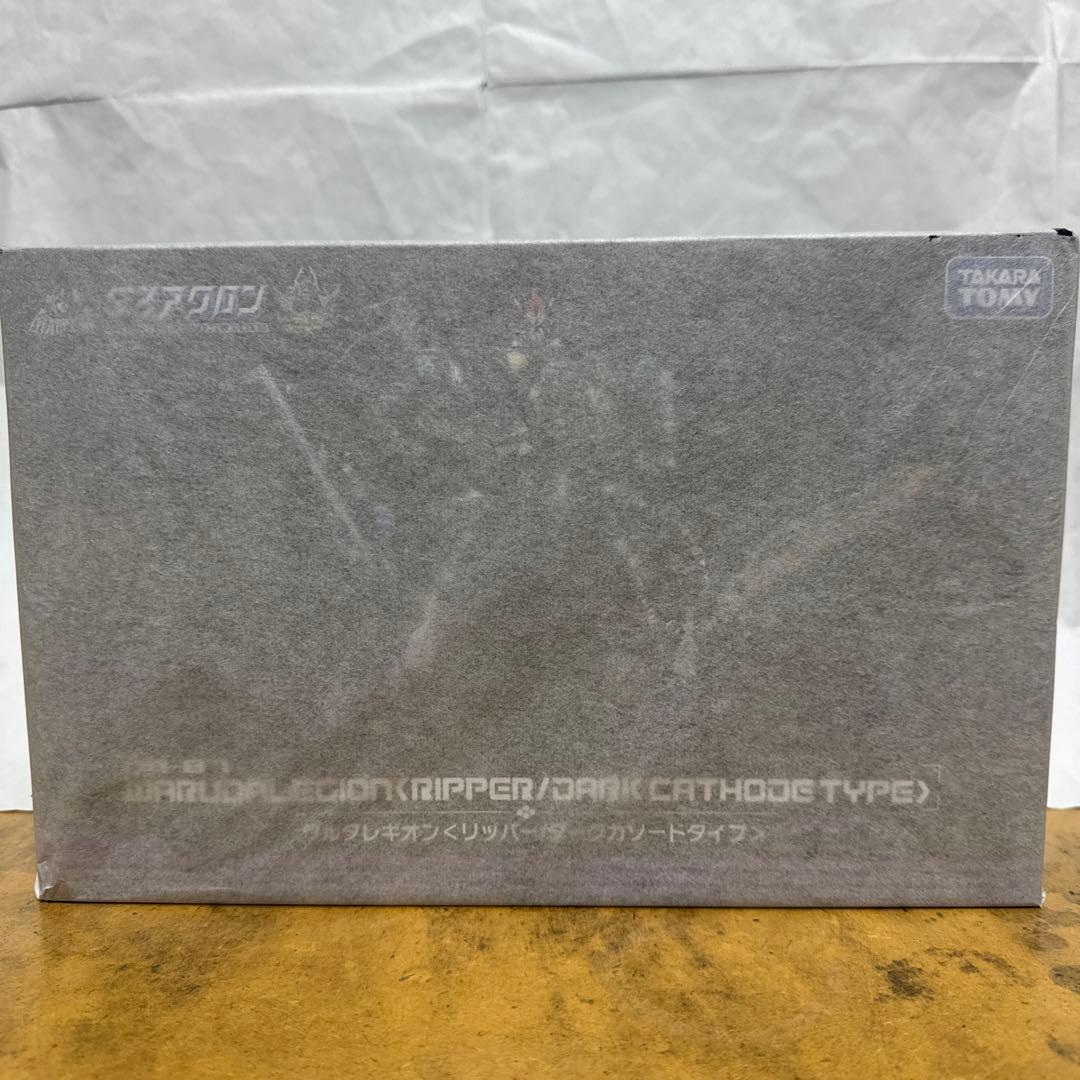 ダイアクロン
TAKARA
TOMY
WARUDALEGION〈RIPPER/DARK CATHODE TYPE〉
ワルダレギオン〈リッパー/ダークカソードタイプ〉